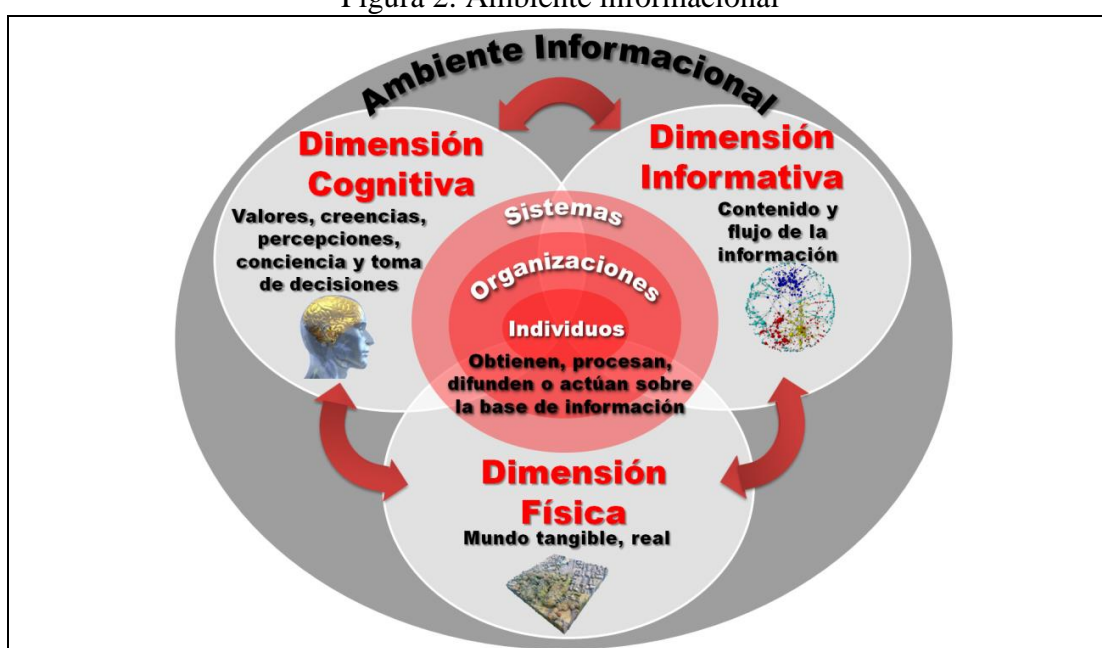 Figura 2: Ambiente informacional
Ambiente Informacional
Dimensión
Cognitiva
Valores, creencias,
percepciones,
conciencia y toma
de decisiones
Dimensión
Informativa
Contenido y
flujo de la
información
Sistemas
Organizaciones
Individuos
Obtienen, procesan,
difunden o actúan sobre
la base de información
Dimensión
Física
Mundo tangible, real